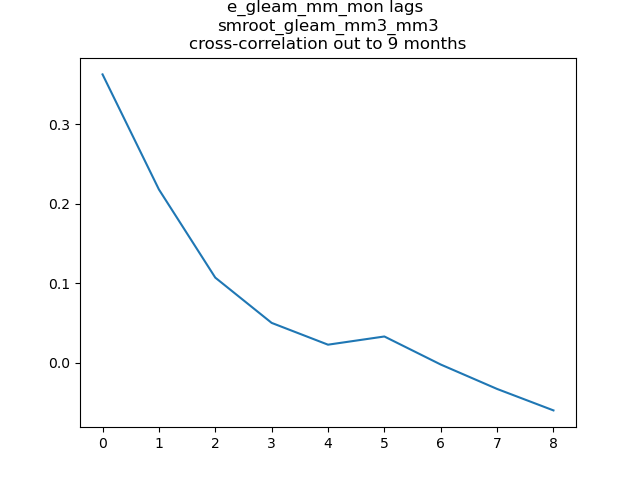 e_gleam_mm_mon lags
smroot_gleam_mm3_mm3
cross-correlation out to 9 months
0.3
0.2
0.1
0.0
0 1 2 3 4 5 6 7 8